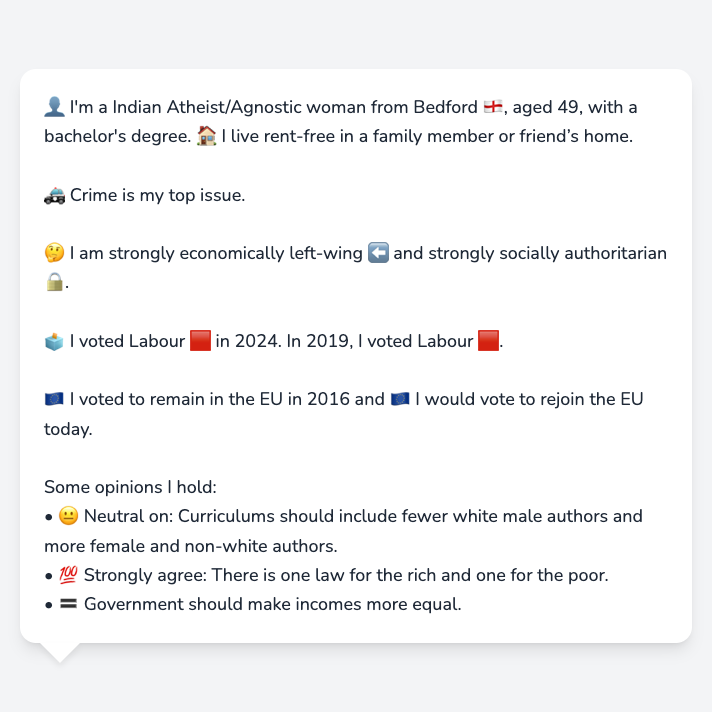 👤 I'm a Indian Atheist/Agnostic woman from Bedford 🏴󠁧󠁢󠁥󠁮󠁧󠁿, aged 49, with a
bachelor's degree. 🏠 I live rent-free in a family member or friend’s home.
🚓 Crime is my top issue.
🤔 I am strongly economically left-wing ⬅️ and strongly socially authoritarian
🔒.
🗳️ I voted Labour 🟥 in 2024. In 2019, I voted Labour 🟥.
🇪🇺 I voted to remain in the EU in 2016 and 🇪🇺 I would vote to rejoin the EU
today.
Some opinions I hold:
• 😐 Neutral on: Curriculums should include fewer white male authors and
more female and non-white authors.
• 💯 Strongly agree: There is one law for the rich and one for the poor.
• 🟰 Government should make incomes more equal.